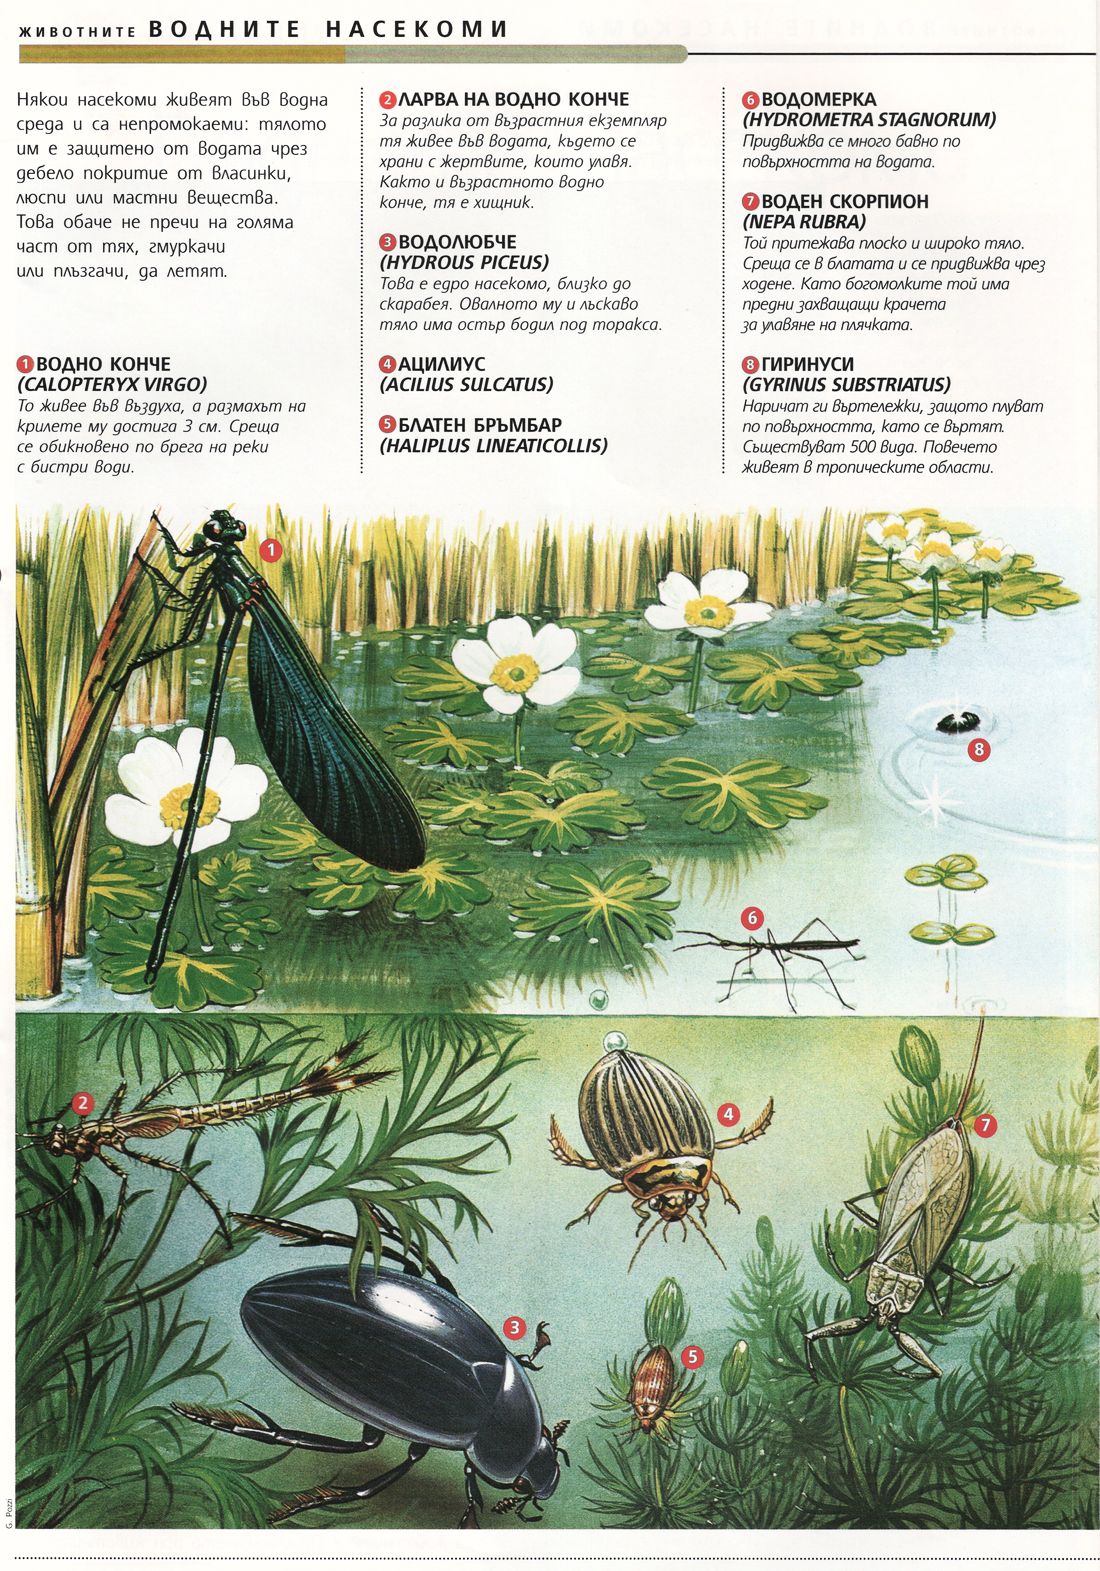 ЖИВОТНИТЕ ВОДНИТЕ НАСЕКОМИ
Някои насекоми живеят във водна
среда и са непромокаеми: тялото
им е защитено от водата чрез
дебело покритие от власинки,
люспи или мастни вещества.
Това обаче не пречи на голяма
част от тях, гмуркачи
или плъзгачи, да летят.
1 ВОДНО КОНЧЕ
(CALOPTERYX VIRGO)
То живее във въздуха, а размахът на
крилете му достига 3 см. Среща
се обикновено по брега на реки
с бистри води.
2 ЛАРВА НА ВОДНО КОНЧЕ
За разлика от възрастния екземпляр
тя живее във водата, където се
храни с жертвите, които улавя.
Както и възрастното водно
конче, тя е хищник.
3 ВОДОЛЮБЧЕ
(HYDROUS PICEUS)
Това е едро насекомо, близко до
скарабея. Овалното му и лъскаво
тяло има остър бодил под торакса.
4 АЦИЛИУС
(ACILIUS SULCATUS)
5 БЛАТЕН БРЪМБАР
(HALIPLUS LINEATICOLLIS)
6 ВОДОМЕРКА
(HYDROMETRA STAGNORUM)
Придвижва се много бавно по
повърхността на водата.
7 ВОДЕН СКОРПИОН
(NEPA RUBRA)
Той притежава плоско и широко тяло.
Среща се в блатата и се придвижва чрез
ходене. Като богомолките той има
предни захващащи крачета
за улавяне на плячката.
8 ГИРИНУСИ
(GYRINUS SUBSTRIATUS)
Наричат ги въртележки, защото плуват
по повърхността, като се въртят.
Съществуват 500 вида. Повечето
живеят в тропическите области.
1
8
6
2
4
7
3
5
G. Pozzi